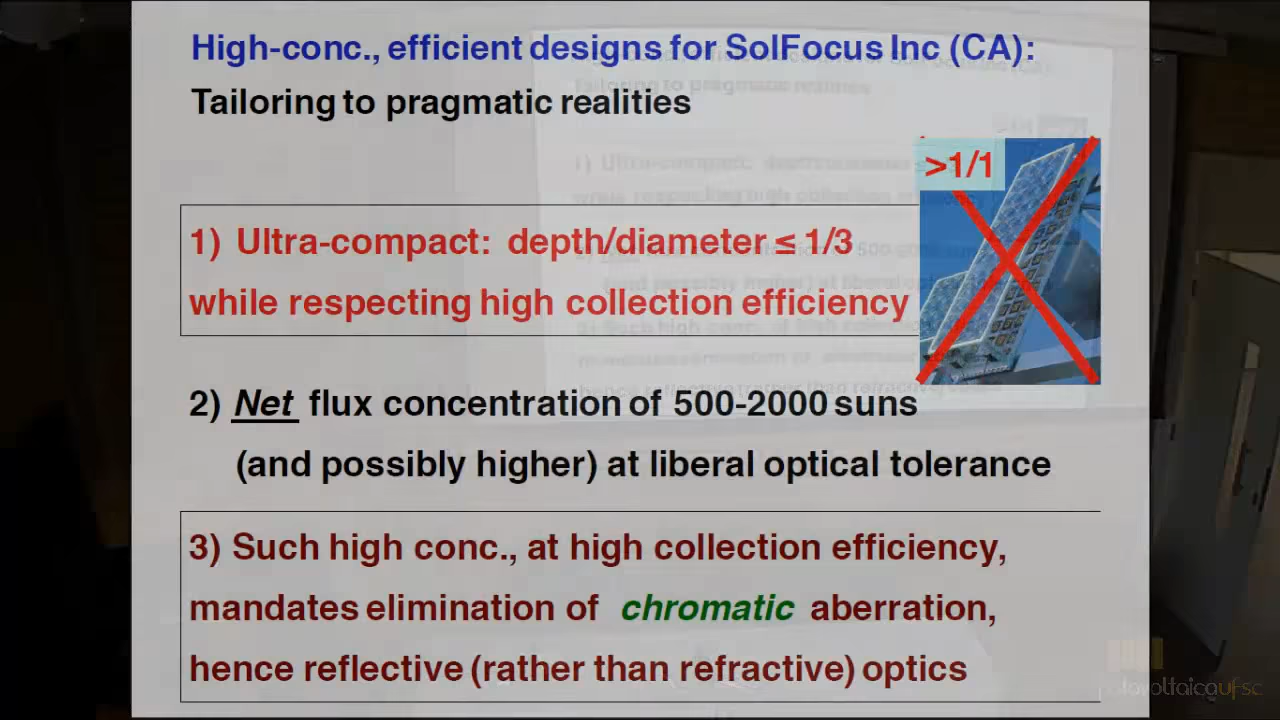 High-conc., efficient designs for SolFocus Inc (CA):
Tailoring to pragmatic realities
>1/1
1) Ultra-compact: depth/diameter ≤ 1/3
while respecting high collection efficiency
2) Net flux concentration of 500-2000 suns
(and possibly higher) at liberal optical tolerance
3) Such high conc., at high collection efficiency,
mandates elimination of chromatic aberration,
hence reflective (rather than refractive) optics
fotovoltaicaufsc